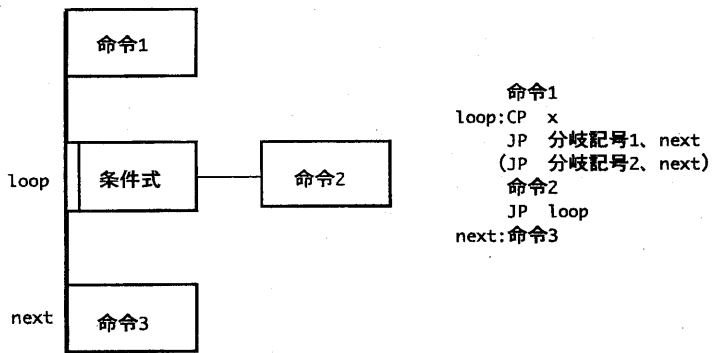 命令1
loop
条件式
命令2
next
命令3
命令1
loop:CP x
JP 分岐記号1、next
(JP 分岐記号2、next)
命令2
JP loop
next:命令3